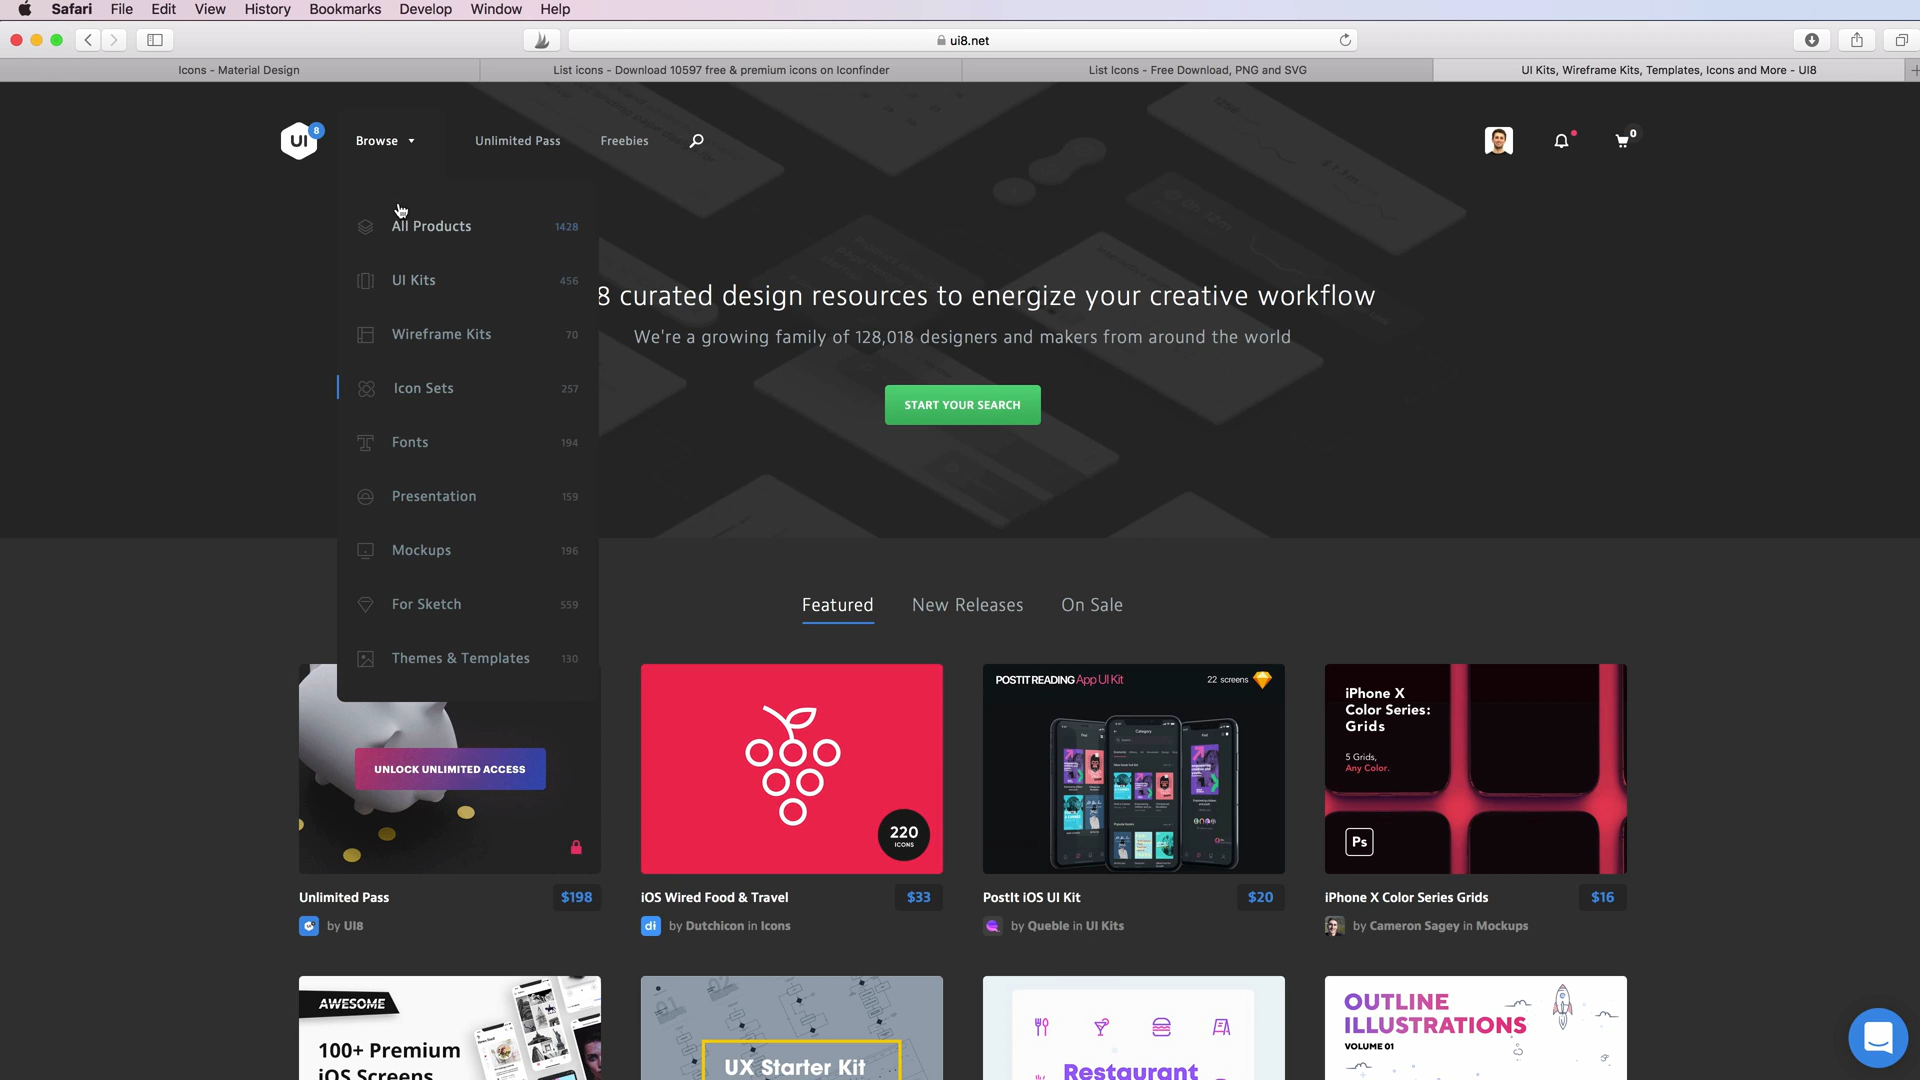 Safari File Edit View History Bookmarks Develop Window Help
ui8.net
Icons - Material Design
List icons - Download 10597 free & premium icons on Iconfinder
List Icons - Free Download, PNG and SVG
UI Kits, Wireframe Kits, Templates, Icons and More - UI8
UI 8
Browse
Unlimited Pass
Freebies
0
All Products 1428
UI Kits 456
Wireframe Kits 70
Icon Sets 257
Fonts 194
Presentation 159
Mockups 196
For Sketch 559
Themes & Templates 130
8 curated design resources to energize your creative workflow
We're a growing family of 128,018 designers and makers from around the world
START YOUR SEARCH
Featured New Releases On Sale
UNLOCK UNLIMITED ACCESS
Unlimited Pass $198
by UI8
220
ICONS
iOS Wired Food & Travel $33
di by Dutchicon in Icons
POSTIT READING App UI Kit 22 screens
PostIt iOS UI Kit $20
by Queble in UI Kits
iPhone X
Color Series:
Grids
5 Grids,
Any Color.
Ps
iPhone X Color Series Grids $16
by Cameron Sagey in Mockups
AWESOME
100+ Premium
iOS Screens
UX Starter Kit
Restaurant
OUTLINE
ILLUSTRATIONS
VOLUME 01